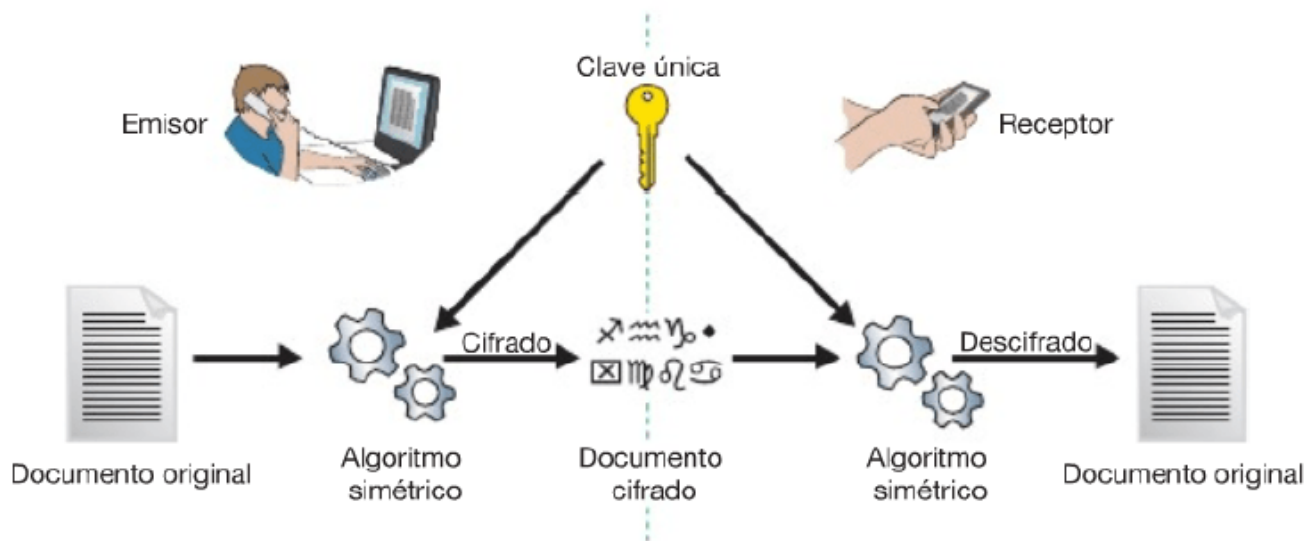 Clave única
Emisor
Receptor
Cifrado
Descifrado
Documento original
Algoritmo
simétrico
Documento
cifrado
Algoritmo
simétrico
Documento original